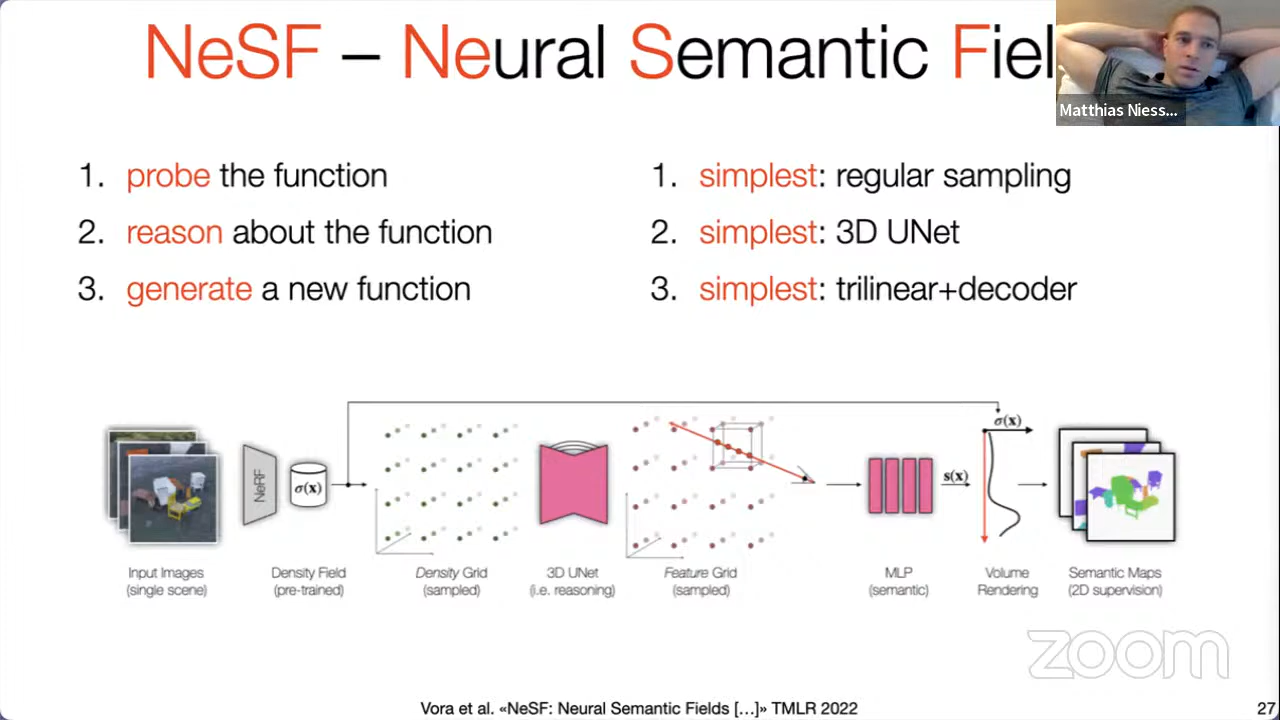 NeSF – Neural Semantic Fiel
Matthias Niess...
1. probe the function
2. reason about the function
3. generate a new function
1. simplest: regular sampling
2. simplest: 3D UNet
3. simplest: trilinear+decoder
NeRF
σ(x)
s(x)
σ(x)
Input Images
(single scene)
Density Field
(pre-trained)
Density Grid
(sampled)
3D UNet
(i.e. reasoning)
Feature Grid
(sampled)
MLP
(semantic)
Volume
Rendering
Semantic Maps
(2D supervision)
zoom
Vora et al. «NeSF: Neural Semantic Fields [...]» TMLR 2022
27